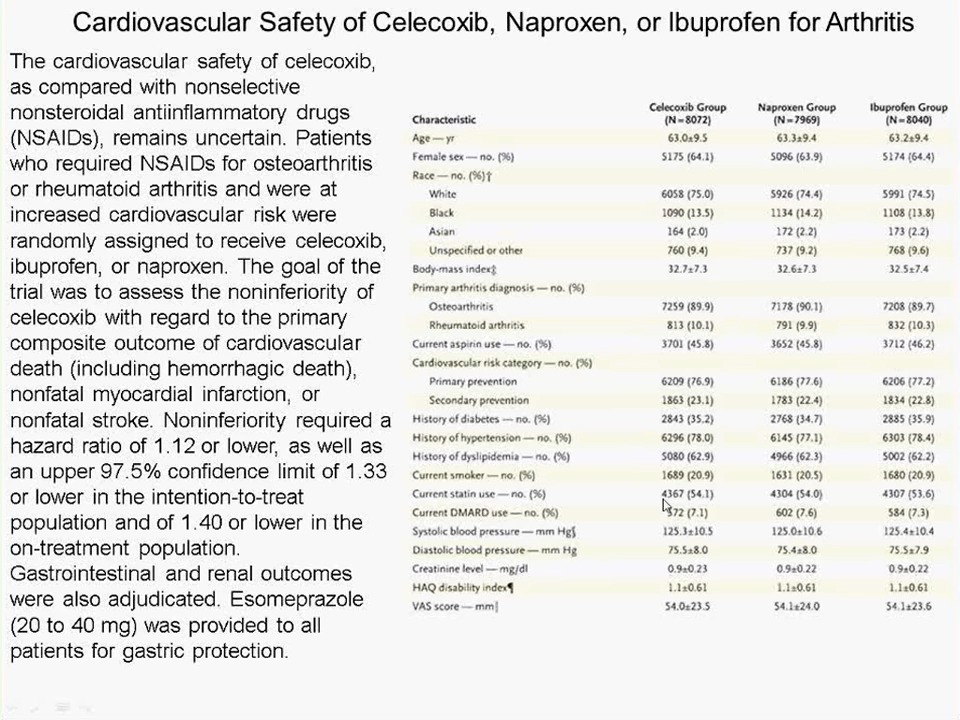 Cardiovascular Safety of Celecoxib, Naproxen, or Ibuprofen for Arthritis
The cardiovascular safety of celecoxib,
as compared with nonselective
nonsteroidal antiinflammatory drugs
(NSAIDs), remains uncertain. Patients
who required NSAIDs for osteoarthritis
or rheumatoid arthritis and were at
increased cardiovascular risk were
randomly assigned to receive celecoxib,
ibuprofen, or naproxen. The goal of the
trial was to assess the noninferiority of
celecoxib with regard to the primary
composite outcome of cardiovascular
death (including hemorrhagic death),
nonfatal myocardial infarction, or
nonfatal stroke. Noninferiority required a
hazard ratio of 1.12 or lower, as well as
an upper 97.5% confidence limit of 1.33
or lower in the intention-to-treat
population and of 1.40 or lower in the
on-treatment population.
Gastrointestinal and renal outcomes
were also adjudicated. Esomeprazole
(20 to 40 mg) was provided to all
patients for gastric protection.
Characteristic Celecoxib Group (N=8072) Naproxen Group (N=7969) Ibuprofen Group (N=8040)
Age — yr 63.0±9.5 63.3±9.4 63.2±9.4
Female sex — no. (%) 5175 (64.1) 5096 (63.9) 5174 (64.4)
Race — no. (%)†
White 6058 (75.0) 5926 (74.4) 5991 (74.5)
Black 1090 (13.5) 1134 (14.2) 1108 (13.8)
Asian 164 (2.0) 172 (2.2) 173 (2.2)
Unspecified or other 760 (9.4) 737 (9.2) 768 (9.6)
Body-mass index‡ 32.7±7.3 32.6±7.3 32.5±7.4
Primary arthritis diagnosis — no. (%)
Osteoarthritis 7259 (89.9) 7178 (90.1) 7208 (89.7)
Rheumatoid arthritis 813 (10.1) 791 (9.9) 832 (10.3)
Current aspirin use — no. (%) 3701 (45.8) 3652 (45.8) 3712 (46.2)
Cardiovascular risk category — no. (%)
Primary prevention 6209 (76.9) 6186 (77.6) 6206 (77.2)
Secondary prevention 1863 (23.1) 1783 (22.4) 1834 (22.8)
History of diabetes — no. (%) 2843 (35.2) 2768 (34.7) 2885 (35.9)
History of hypertension — no. (%) 6296 (78.0) 6145 (77.1) 6303 (78.4)
History of dyslipidemia — no. (%) 5080 (62.9) 4966 (62.3) 5002 (62.2)
Current smoker — no. (%) 1689 (20.9) 1631 (20.5) 1680 (20.9)
Current statin use — no. (%) 4367 (54.1) 4304 (54.0) 4307 (53.6)
Current DMARD use — no. (%) 572 (7.1) 602 (7.6) 584 (7.3)
Systolic blood pressure — mm Hg§ 125.3±10.5 125.0±10.6 125.4±10.4
Diastolic blood pressure — mm Hg 75.5±8.0 75.4±8.0 75.5±7.9
Creatinine level — mg/dl 0.9±0.23 0.9±0.22 0.9±0.22
HAQ disability index¶ 1.1±0.61 1.1±0.61 1.1±0.61
VAS score — mm‖ 54.0±23.5 54.1±24.0 54.1±23.6